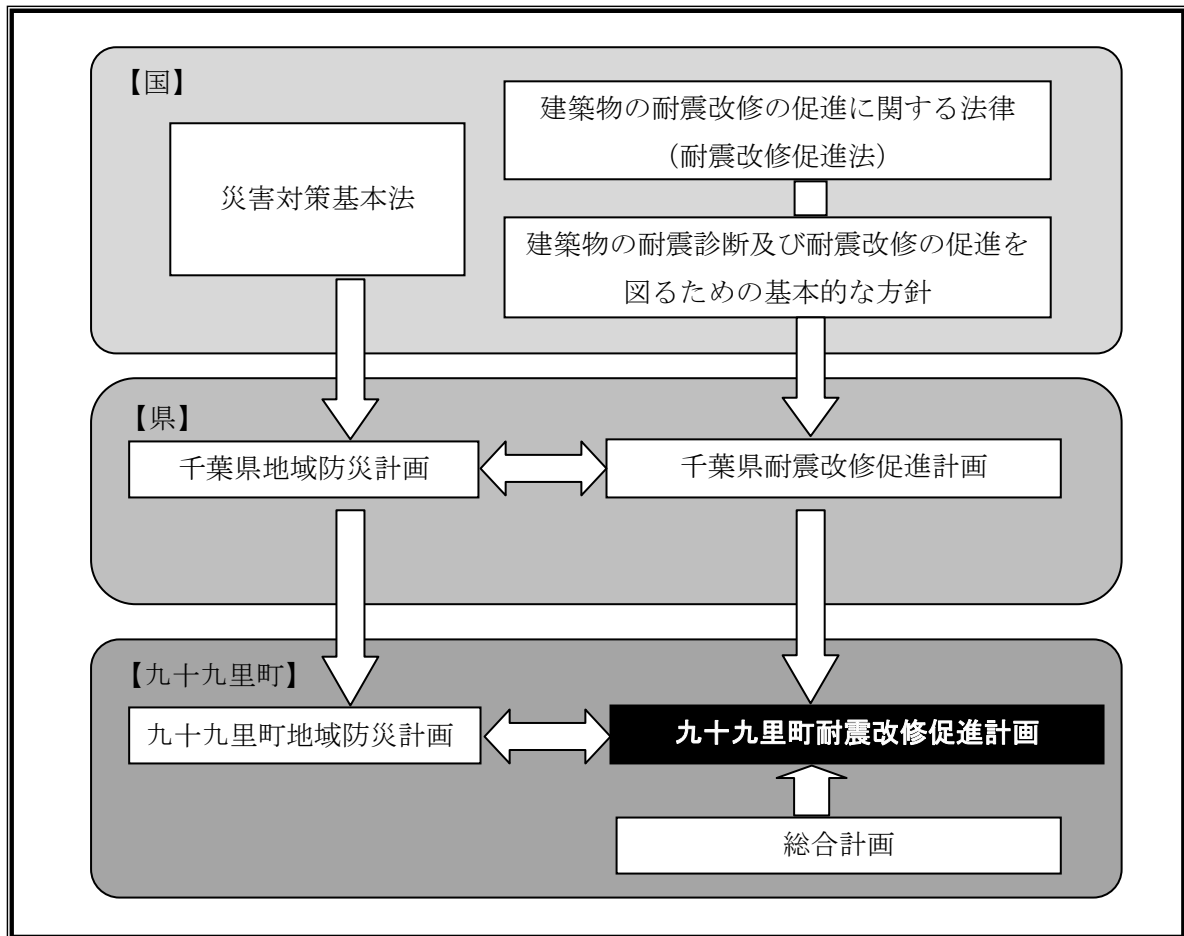 【国】
災害対策基本法
建築物の耐震改修の促進に関する法律
（耐震改修促進法）
建築物の耐震診断及び耐震改修の促進を
図るための基本的な方針
【県】
千葉県地域防災計画
千葉県耐震改修促進計画
【九十九里町】
九十九里町地域防災計画
九十九里町耐震改修促進計画
総合計画